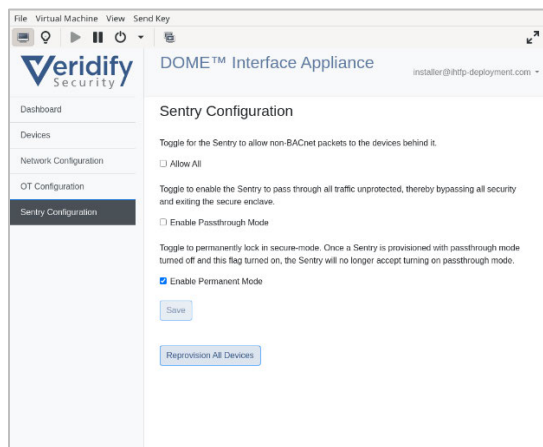 File Virtual Machine View Send Key
Veridify
Security
DOME™ Interface Appliance
installer@ihtfp-deployment.com
Dashboard
Devices
Network Configuration
OT Configuration
Sentry Configuration
Sentry Configuration
Toggle for the Sentry to allow non-BACnet packets to the devices behind it.
Allow All
Toggle to enable the Sentry to pass through all traffic unprotected, thereby bypassing all security
and exiting the secure enclave.
Enable Passthrough Mode
Toggle to permanently lock in secure-mode. Once a Sentry is provisioned with passthrough mode
turned off and this flag turned on, the Sentry will no longer accept turning on passthrough mode.
Enable Permanent Mode
Save
Reprovision All Devices